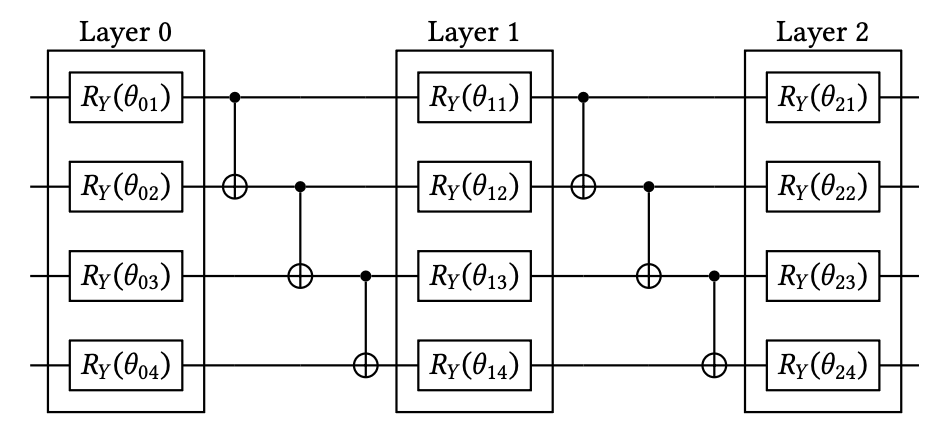 Layer 0 Layer 1 Layer 2
R_Y(θ_01) R_Y(θ_11) R_Y(θ_21)
R_Y(θ_02) R_Y(θ_12) R_Y(θ_22)
R_Y(θ_03) R_Y(θ_13) R_Y(θ_23)
R_Y(θ_04) R_Y(θ_14) R_Y(θ_24)